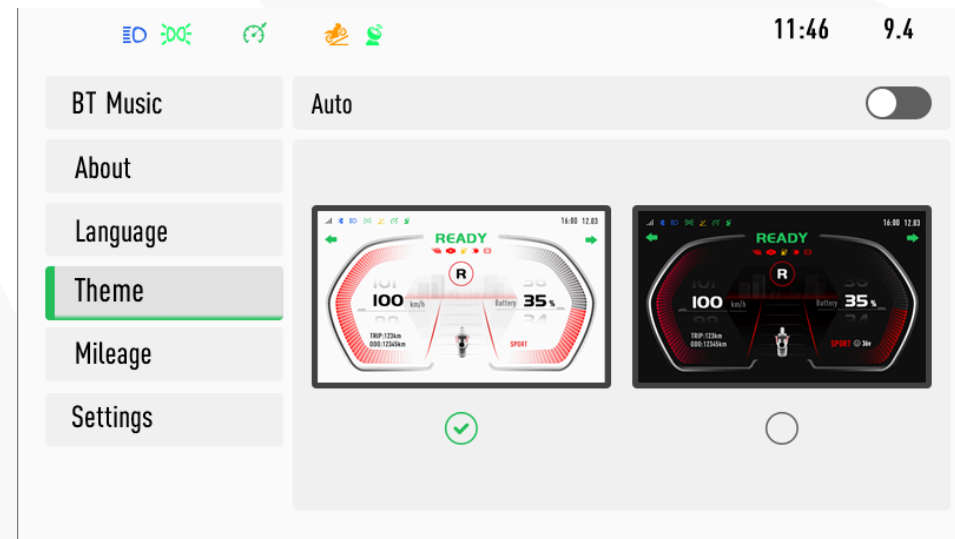 11:46 9.4
BT Music
Auto
About
Language
Theme
Mileage
Settings
16:00 12.03
READY
R
100 km/h Battery 35 %
TRIP:123km
ODO:12345km
SPORT
16:00 12.03
READY
R
100 km/h Battery 35 %
TRIP:123km
ODO:12345km
SPORT 36v